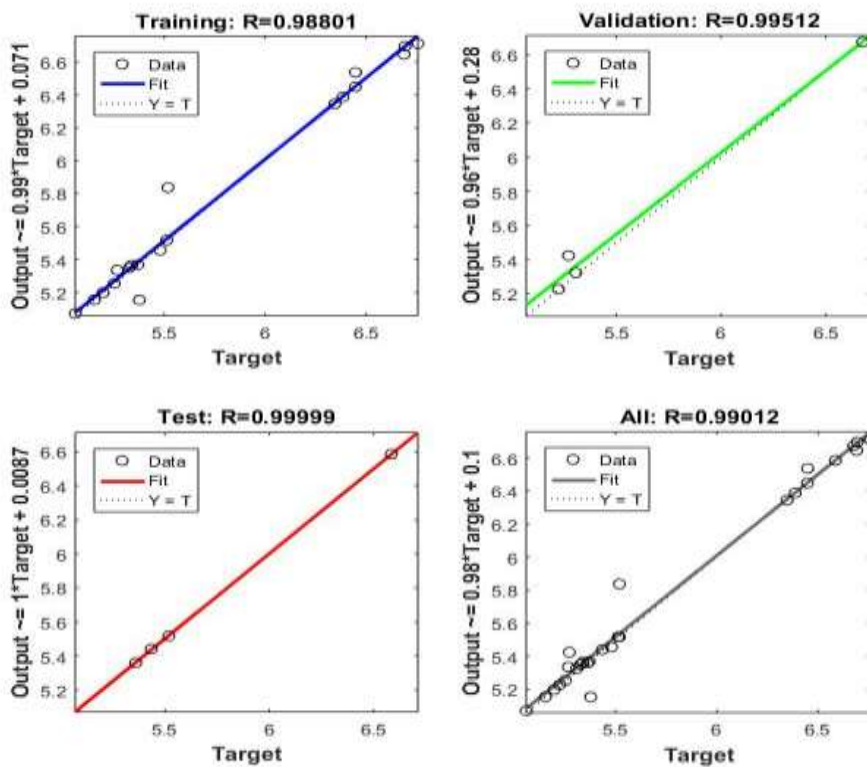 Training: R=0.98801
Output ~= 0.99*Target + 0.071
Data
Fit
Y = T
6.6
6.4
6.2
6
5.8
5.6
5.4
5.2
5.5
6
6.5
Target
Validation: R=0.99512
Output ~= 0.96*Target + 0.28
Data
Fit
Y = T
6.6
6.4
6.2
6
5.8
5.6
5.4
5.2
5.5
6
6.5
Target
Test: R=0.99999
Output ~= 1*Target + 0.0087
Data
Fit
Y = T
6.6
6.4
6.2
6
5.8
5.6
5.4
5.2
5.5
6
6.5
Target
All: R=0.99012
Output ~= 0.98*Target + 0.1
Data
Fit
Y = T
6.6
6.4
6.2
6
5.8
5.6
5.4
5.2
5.5
6
6.5
Target